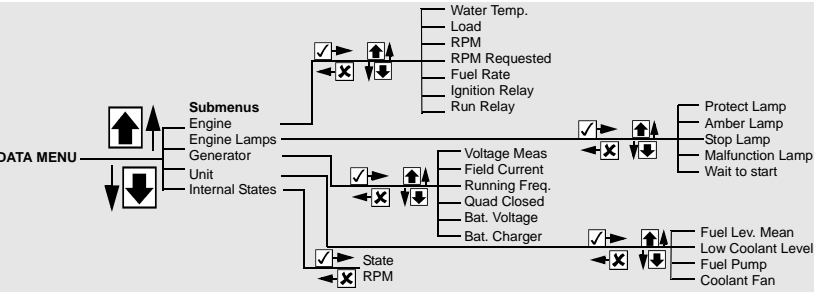 Water Temp.
Load
RPM
RPM Requested
Fuel Rate
Ignition Relay
Run Relay
DATA MENU
Submenus
Engine
Engine Lamps
Generator
Unit
Internal States
Protect Lamp
Amber Lamp
Stop Lamp
Malfunction Lamp
Wait to start
Voltage Meas
Field Current
Running Freq.
Quad Closed
Bat. Voltage
Bat. Charger
Fuel Lev. Mean
Low Coolant Level
Fuel Pump
Coolant Fan
State
RPM